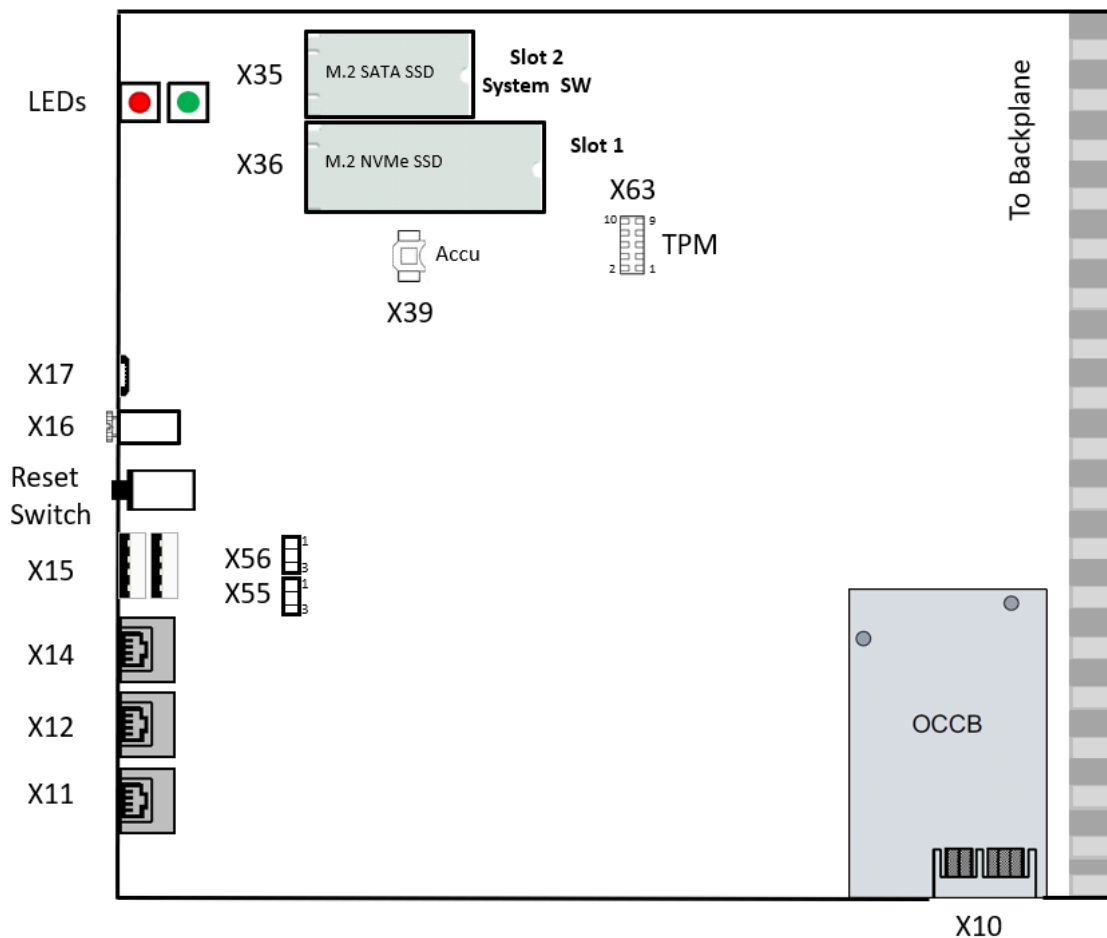 X35
M.2 SATA SSD
Slot 2
System SW
LEDs
X36
M.2 NVMe SSD
Slot 1
To Backplane
X63
10 9
TPM
2 1
Accu
X39
X17
X16
Reset
Switch
X15
X56
1
3
X55
1
3
X14
X12
X11
OCCB
X10